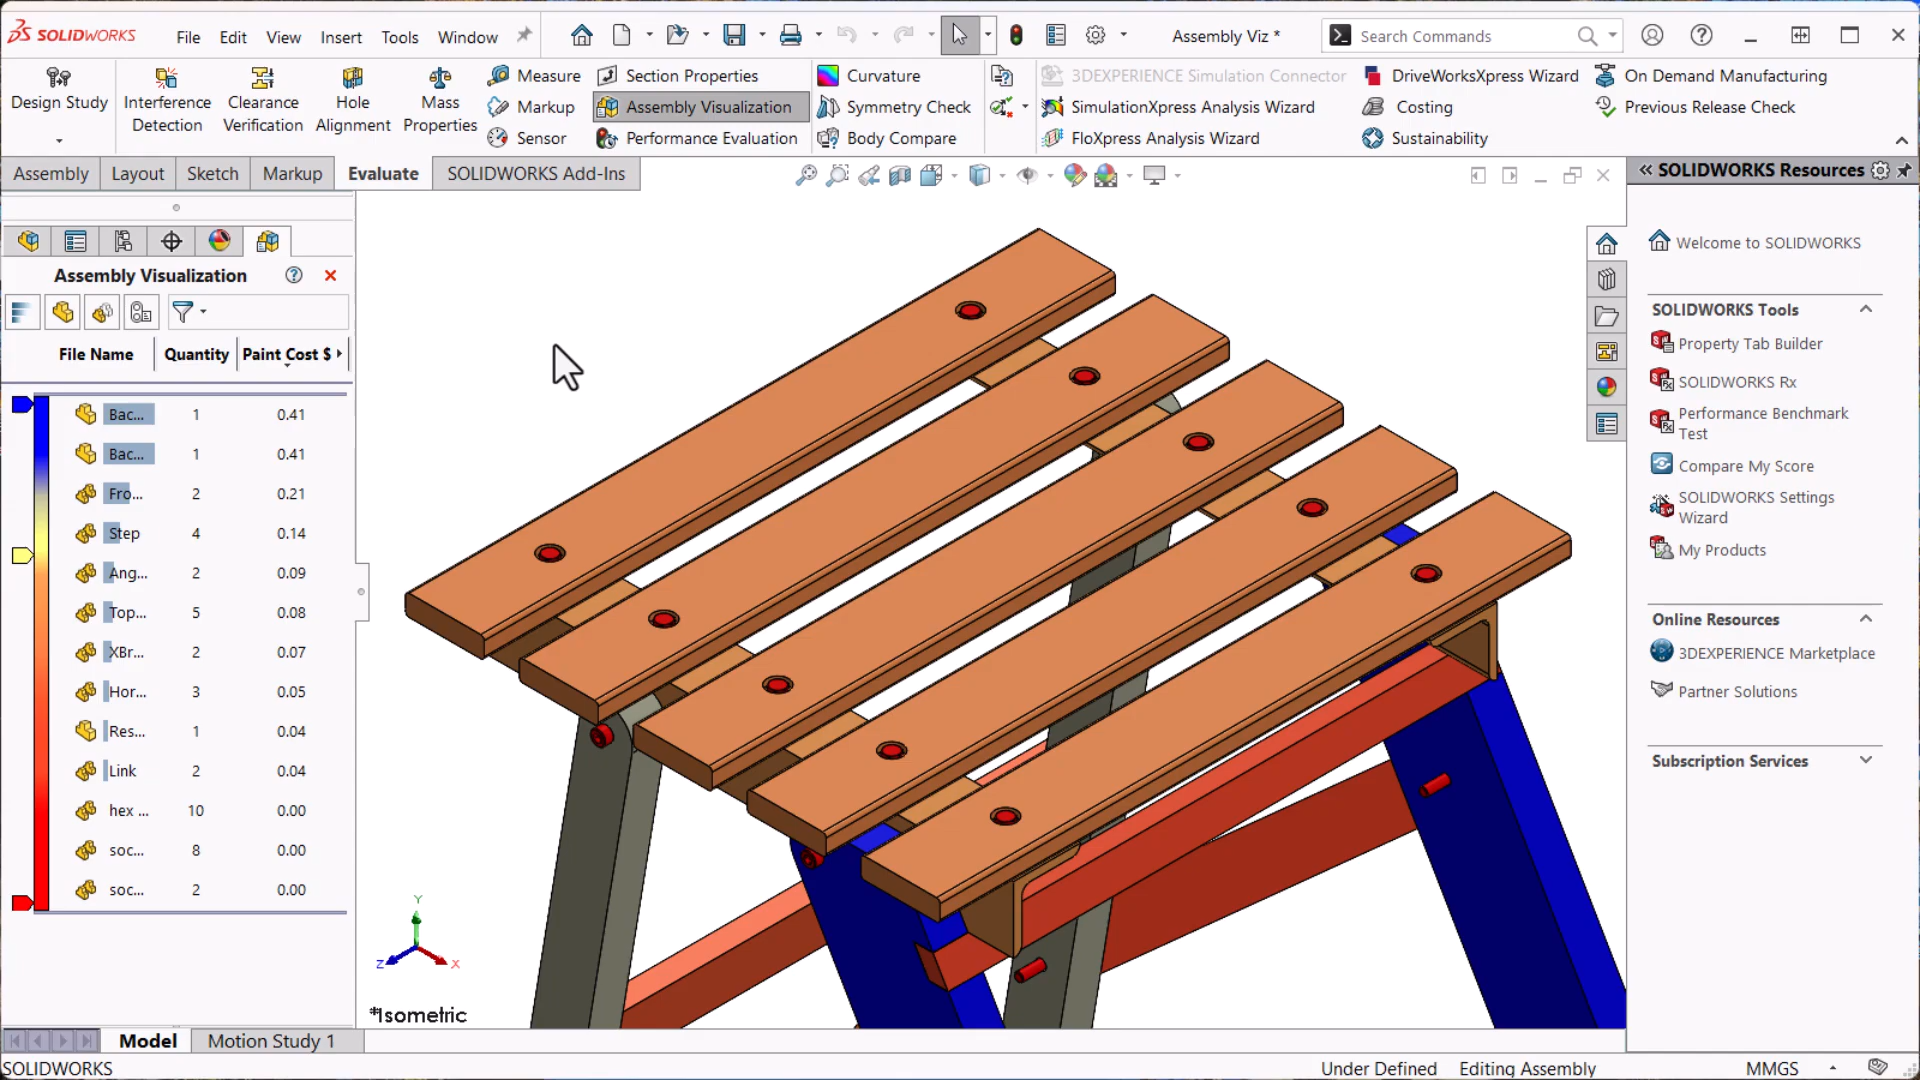 SOLIDWORKS
File Edit View Insert Tools Window
Assembly Viz *
Search Commands
Design Study
Interference Detection
Clearance Verification
Hole Alignment
Mass Properties
Measure
Markup
Sensor
Section Properties
Assembly Visualization
Performance Evaluation
Curvature
Symmetry Check
Body Compare
3DEXPERIENCE Simulation Connector
SimulationXpress Analysis Wizard
FloXpress Analysis Wizard
DriveWorksXpress Wizard
Costing
Sustainability
On Demand Manufacturing
Previous Release Check
Assembly Layout Sketch Markup Evaluate SOLIDWORKS Add-Ins
Assembly Visualization
File Name Quantity Paint Cost $
Bac... 1 0.41
Bac... 1 0.41
Fro... 2 0.21
Step 4 0.14
Ang... 2 0.09
Top... 5 0.08
XBr... 2 0.07
Hor... 3 0.05
Res... 1 0.04
Link 2 0.04
hex ... 10 0.00
soc... 8 0.00
soc... 2 0.00
Y
Z
X
*Isometric
SOLIDWORKS Resources
Welcome to SOLIDWORKS
SOLIDWORKS Tools
Property Tab Builder
SOLIDWORKS Rx
Performance Benchmark
Test
Compare My Score
SOLIDWORKS Settings
Wizard
My Products
Online Resources
3DEXPERIENCE Marketplace
Partner Solutions
Subscription Services
Model Motion Study 1
SOLIDWORKS
Under Defined Editing Assembly MMGS